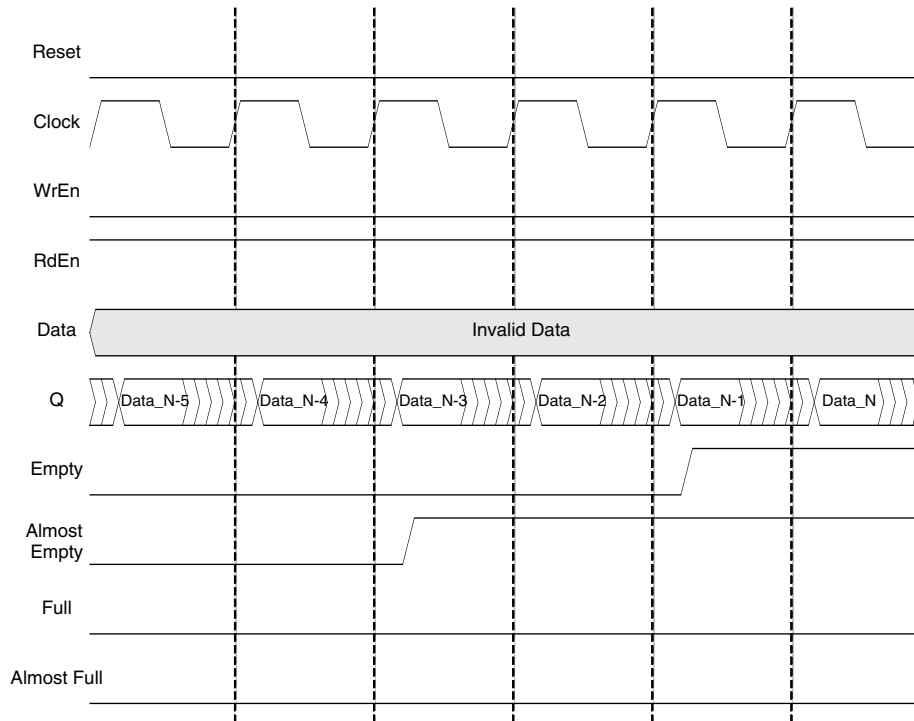 Reset
Clock
WrEn
RdEn
Data
Invalid Data
Q
Data_N-5
Data_N-4
Data_N-3
Data_N-2
Data_N-1
Data_N
Empty
Almost
Empty
Full
Almost Full